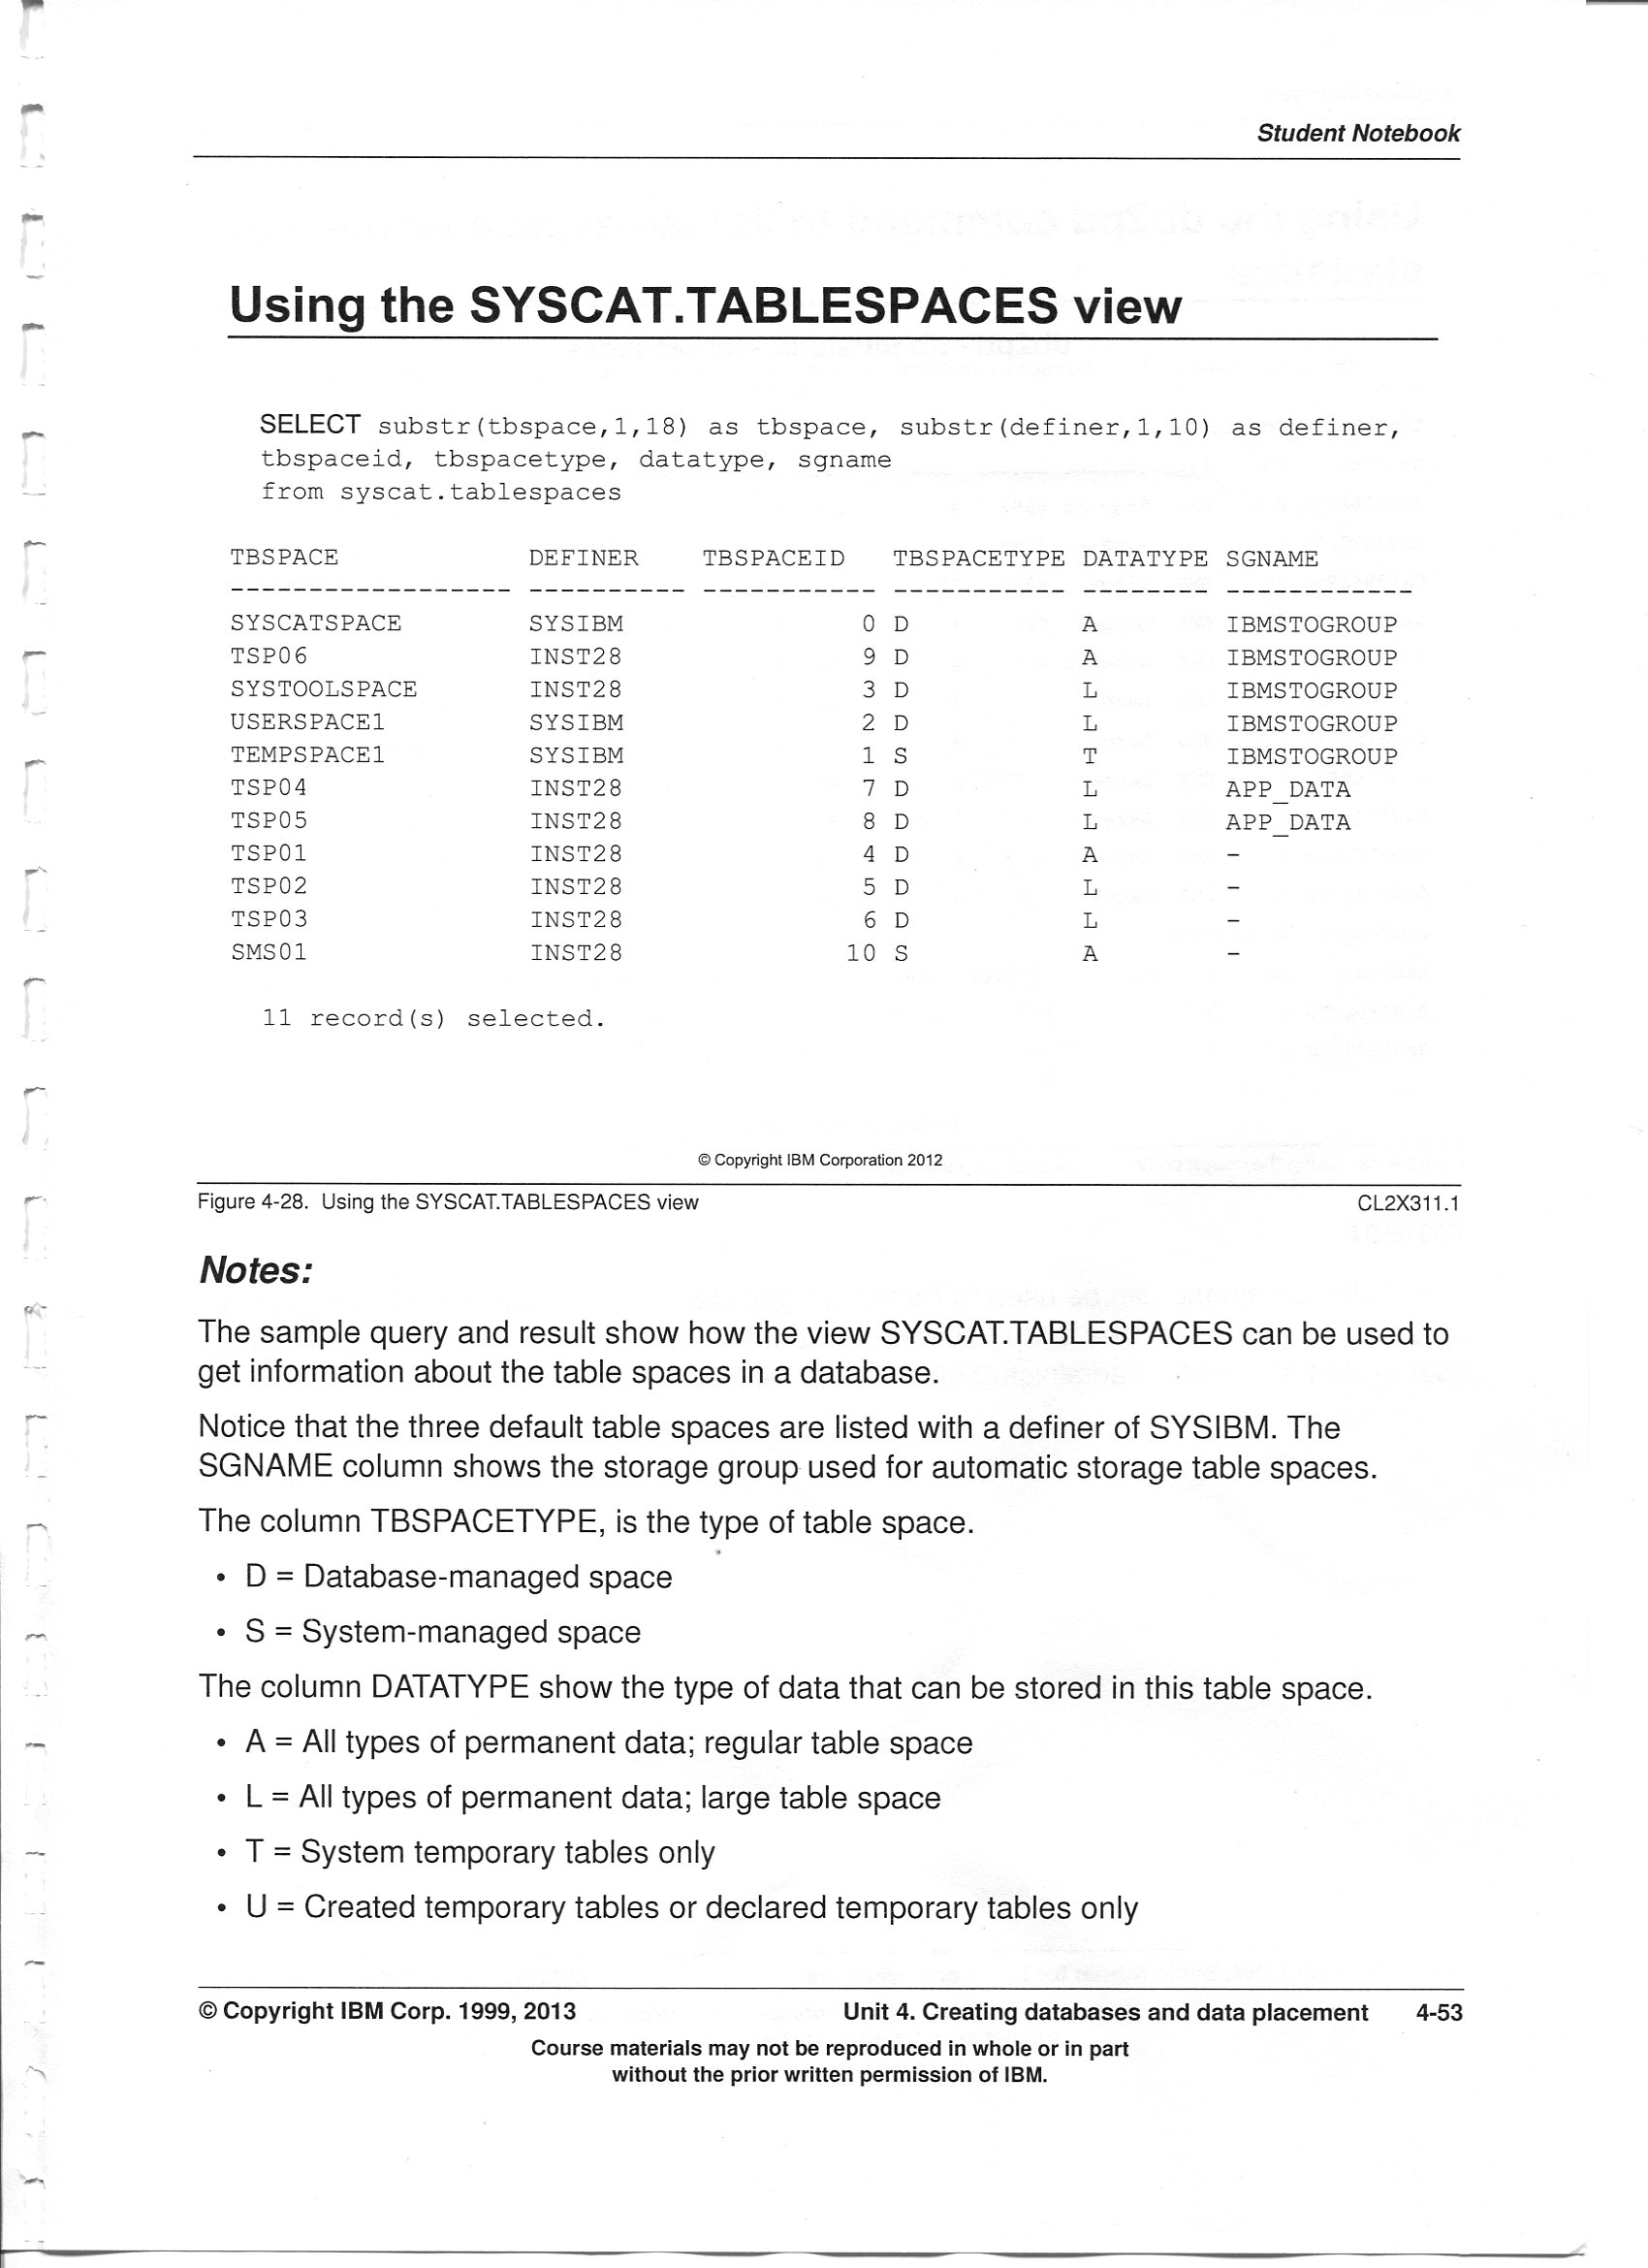 Student Notebook
Using the SYSCAT.TABLESPACES view
SELECT substr(tbspace,1,18) as tbspace, substr(definer,1,10) as definer,
tbspaceid, tbspacetype, datatype, sgname
from syscat.tablespaces
TBSPACE DEFINER TBSPACEID TBSPACETYPE DATATYPE SGNAME
------------------ ---------- ----------- ----------- -------- ------------
SYSCATSPACE SYSIBM 0 D A IBMSTOGROUP
TSP06 INST28 9 D A IBMSTOGROUP
SYSTOOLSPACE INST28 3 D L IBMSTOGROUP
USERSPACE1 SYSIBM 2 D L IBMSTOGROUP
TEMPSPACE1 SYSIBM 1 S T IBMSTOGROUP
TSP04 INST28 7 D L APP_DATA
TSP05 INST28 8 D L APP_DATA
TSP01 INST28 4 D A -
TSP02 INST28 5 D L -
TSP03 INST28 6 D L -
SMS01 INST28 10 S A -
11 record(s) selected.
© Copyright IBM Corporation 2012
Figure 4-28. Using the SYSCAT.TABLESPACES view CL2X311.1
Notes:
The sample query and result show how the view SYSCAT.TABLESPACES can be used to
get information about the table spaces in a database.
Notice that the three default table spaces are listed with a definer of SYSIBM. The
SGNAME column shows the storage group used for automatic storage table spaces.
The column TBSPACETYPE, is the type of table space.
• D = Database-managed space
• S = System-managed space
The column DATATYPE show the type of data that can be stored in this table space.
• A = All types of permanent data; regular table space
• L = All types of permanent data; large table space
• T = System temporary tables only
• U = Created temporary tables or declared temporary tables only
© Copyright IBM Corp. 1999, 2013 Unit 4. Creating databases and data placement 4-53
Course materials may not be reproduced in whole or in part
without the prior written permission of IBM.